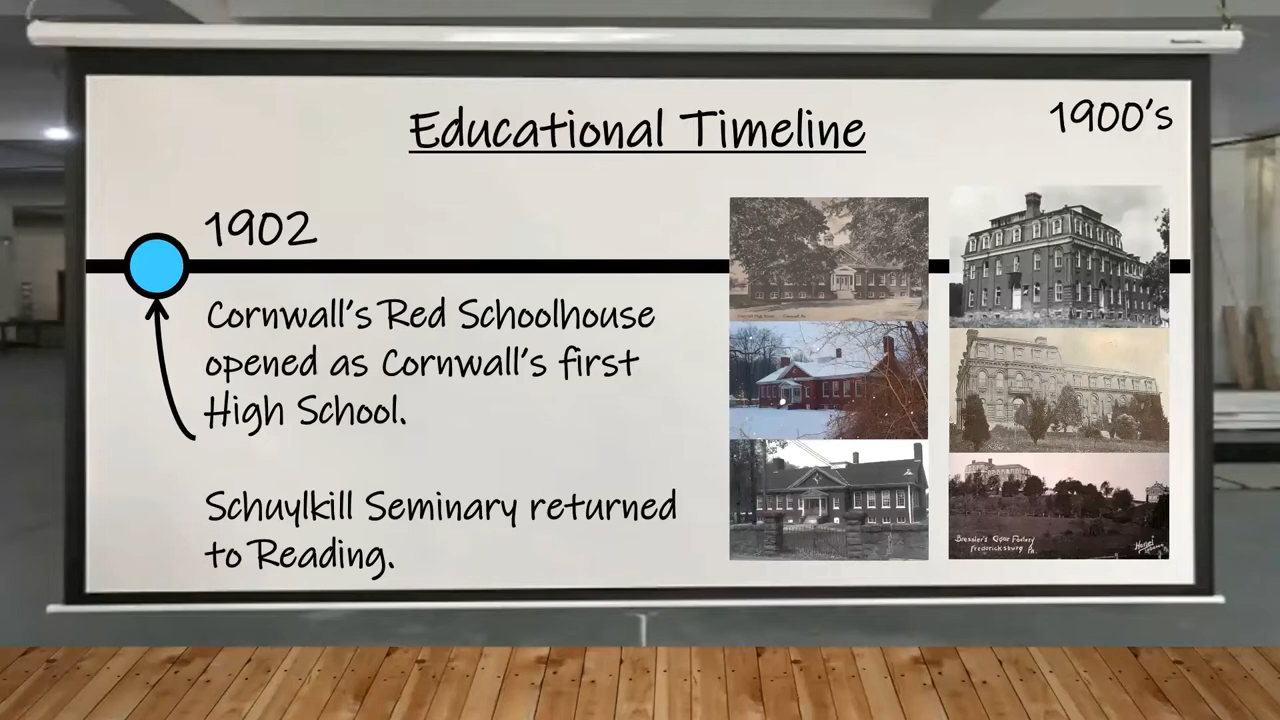 Educational Timeline
1900's
1902
Cornwall's Red Schoolhouse
opened as Cornwall's first
High School.
Schuylkill Seminary returned
to Reading.
Bressler's Cigar Factory
Fredericksburg Pa.